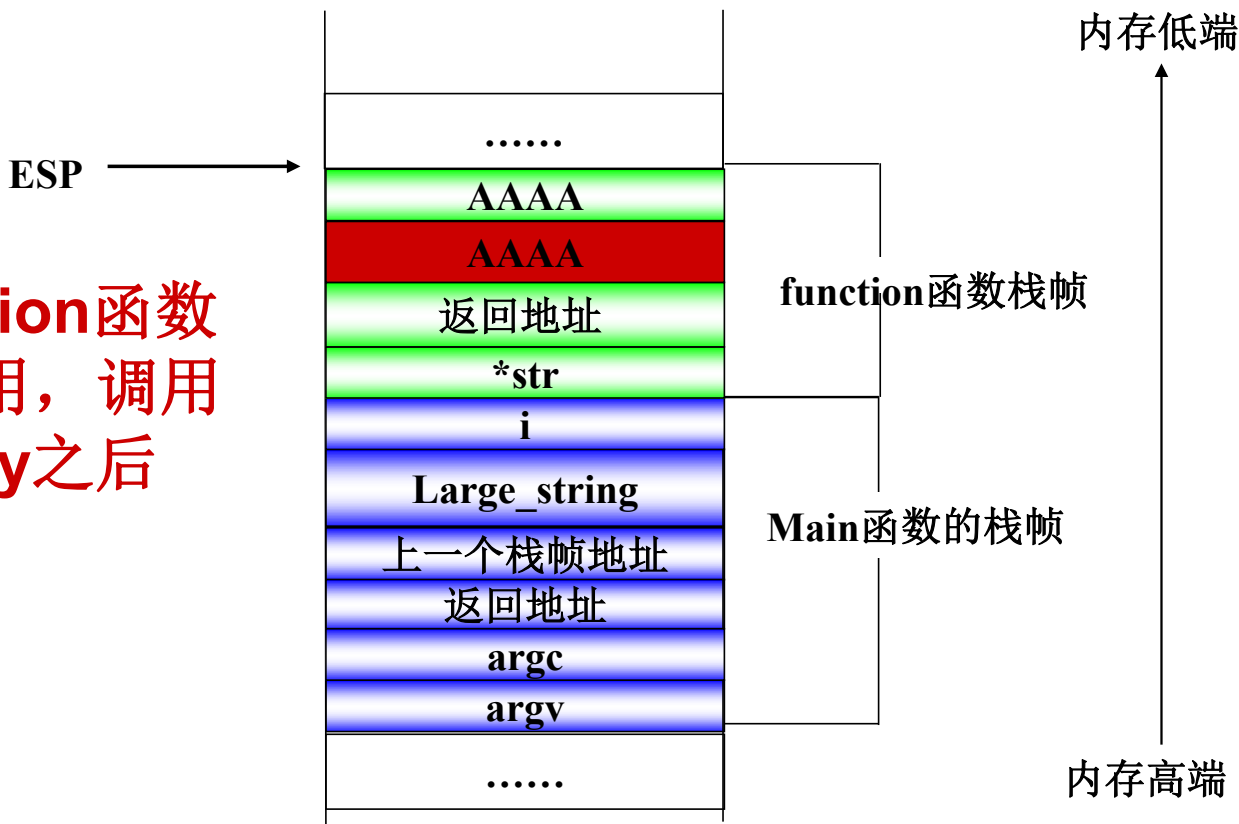 内存低端
……
ESP
AAAA
AAAA
function函数栈帧
ion函数
返回地址
用，调用
*str
y之后
i
Large_string
Main函数的栈帧
上一个栈帧地址
返回地址
argc
argv
内存高端
……